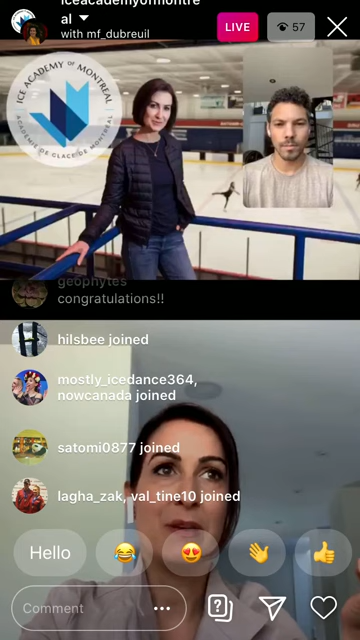 iceacademyofmontre
al
with mf_dubreuil
LIVE
57
ICE ACADEMY OF MONTREAL
ACADÉMIE DE GLACE DE MONTRÉAL
geophytes
congratulations!!
hilsbee joined
mostly_icedance364,
nowcanada joined
satomi0877 joined
lagha_zak, val_tine10 joined
Hello
Comment